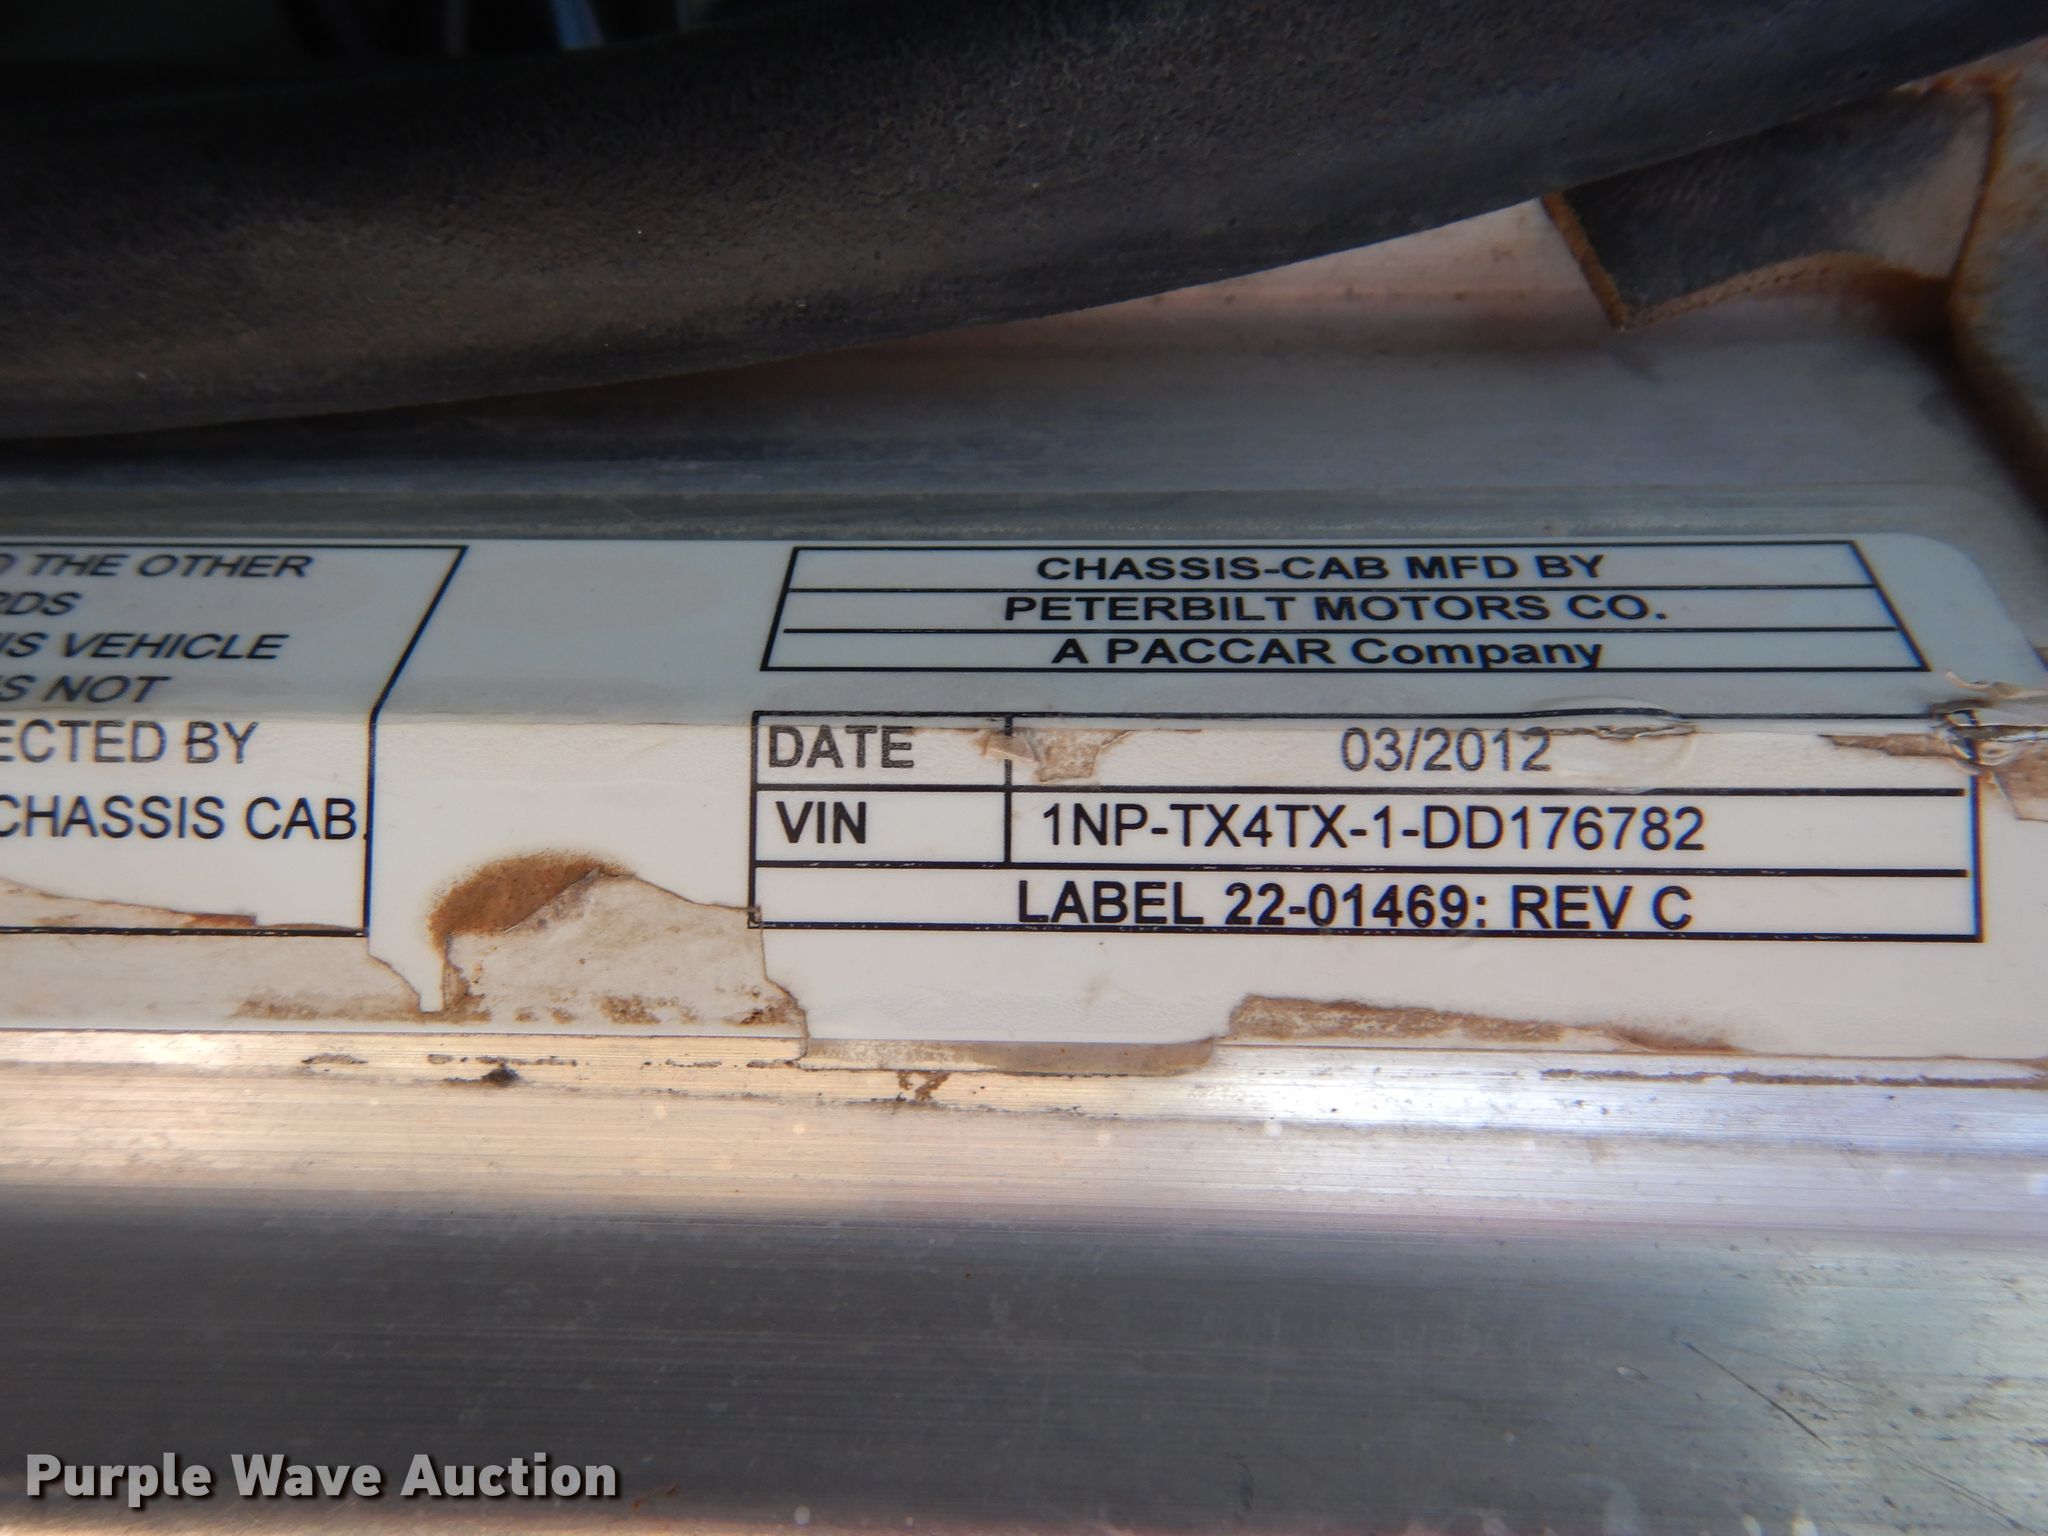 THE OTHER
VEHICLE
NOT
BY
CHASSIS CAB.
CHASSIS-CAB MFD BY
PETERBILT MOTORS CO.
A PACCAR Company
DATE 03/2012
VIN 1NP-TX4TX-1-DD176782
LABEL 22-01469: REV C
Purple Wave Auction